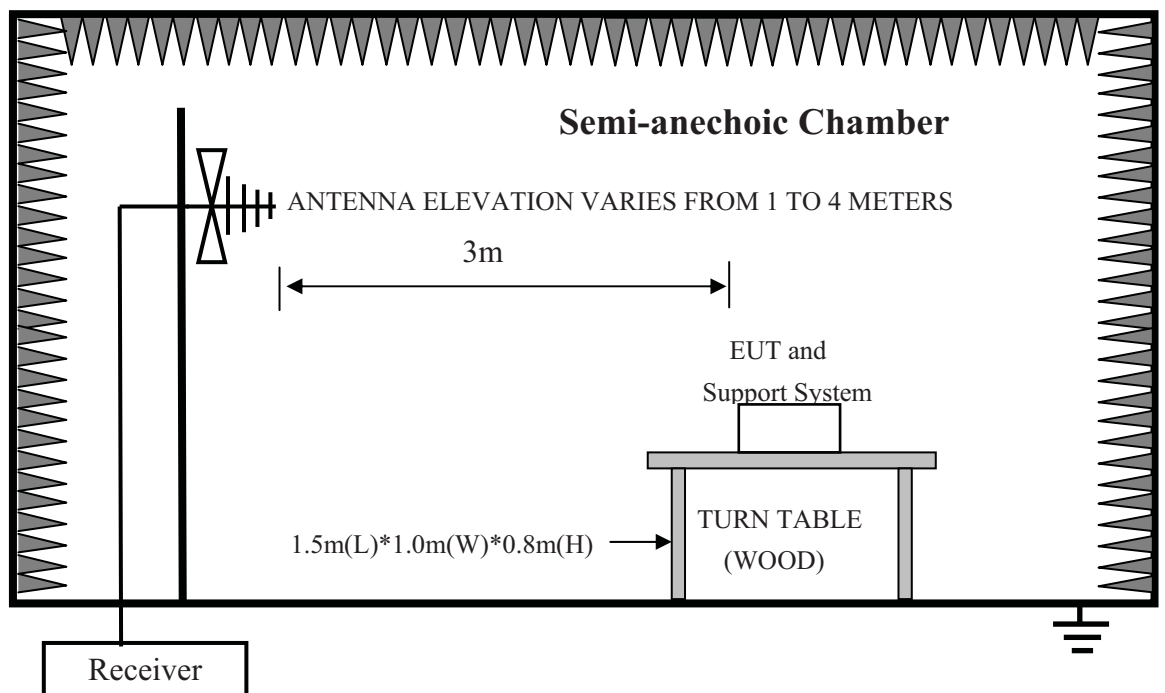 Semi-anechoic Chamber
ANTENNA ELEVATION VARIES FROM 1 TO 4 METERS
3m
EUT and
Support System
1.5m(L)*1.0m(W)*0.8m(H)
TURN TABLE
(WOOD)
Receiver